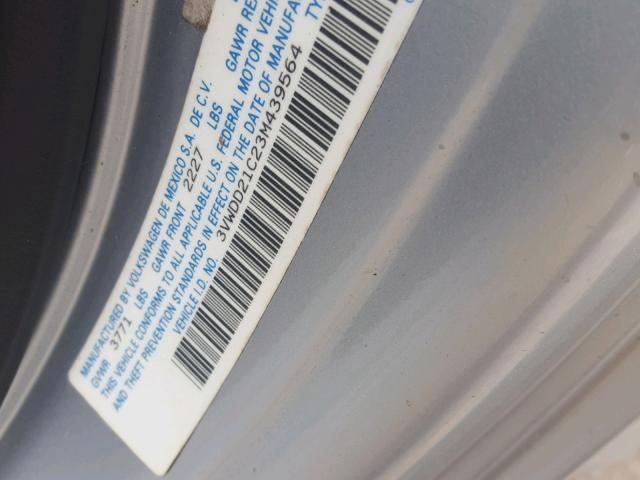 MANUFACTURED BY VOLKSWAGEN DE MEXICO S.A. DE C.V.
GVWR 3771 LBS GAWR FRONT 2227 LBS GAWR RE
THIS VEHICLE CONFORMS TO ALL APPLICABLE U.S. FEDERAL MOTOR VEHI
AND THEFT PREVENTION STANDARDS IN EFFECT ON THE DATE OF MANUFA
VEHICLE I.D. NO. 3VWDD21C23M439564 TY